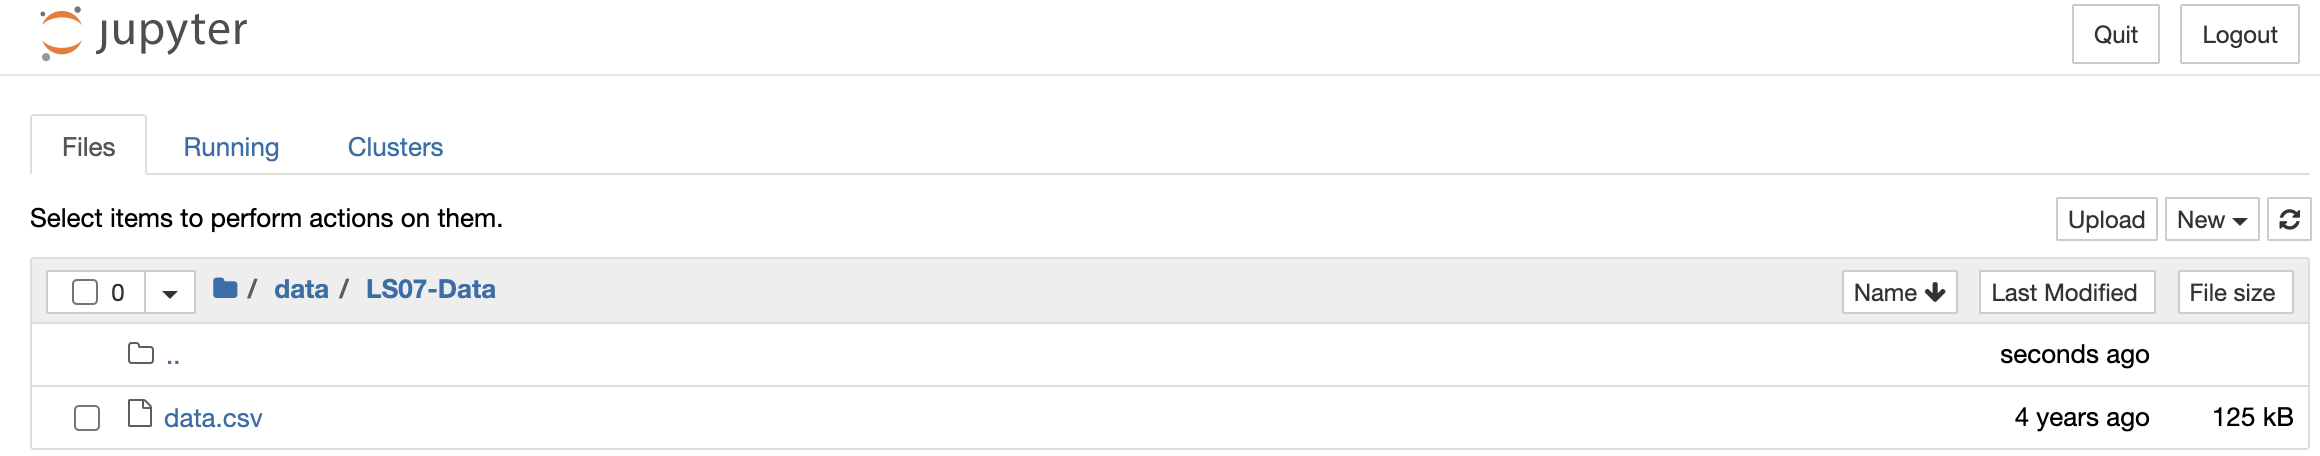 jupyter Quit Logout
Files Running Clusters
Select items to perform actions on them. Upload New
0 / data / LS07-Data Name Last Modified File size
.. seconds ago
data.csv 4 years ago 125 kB